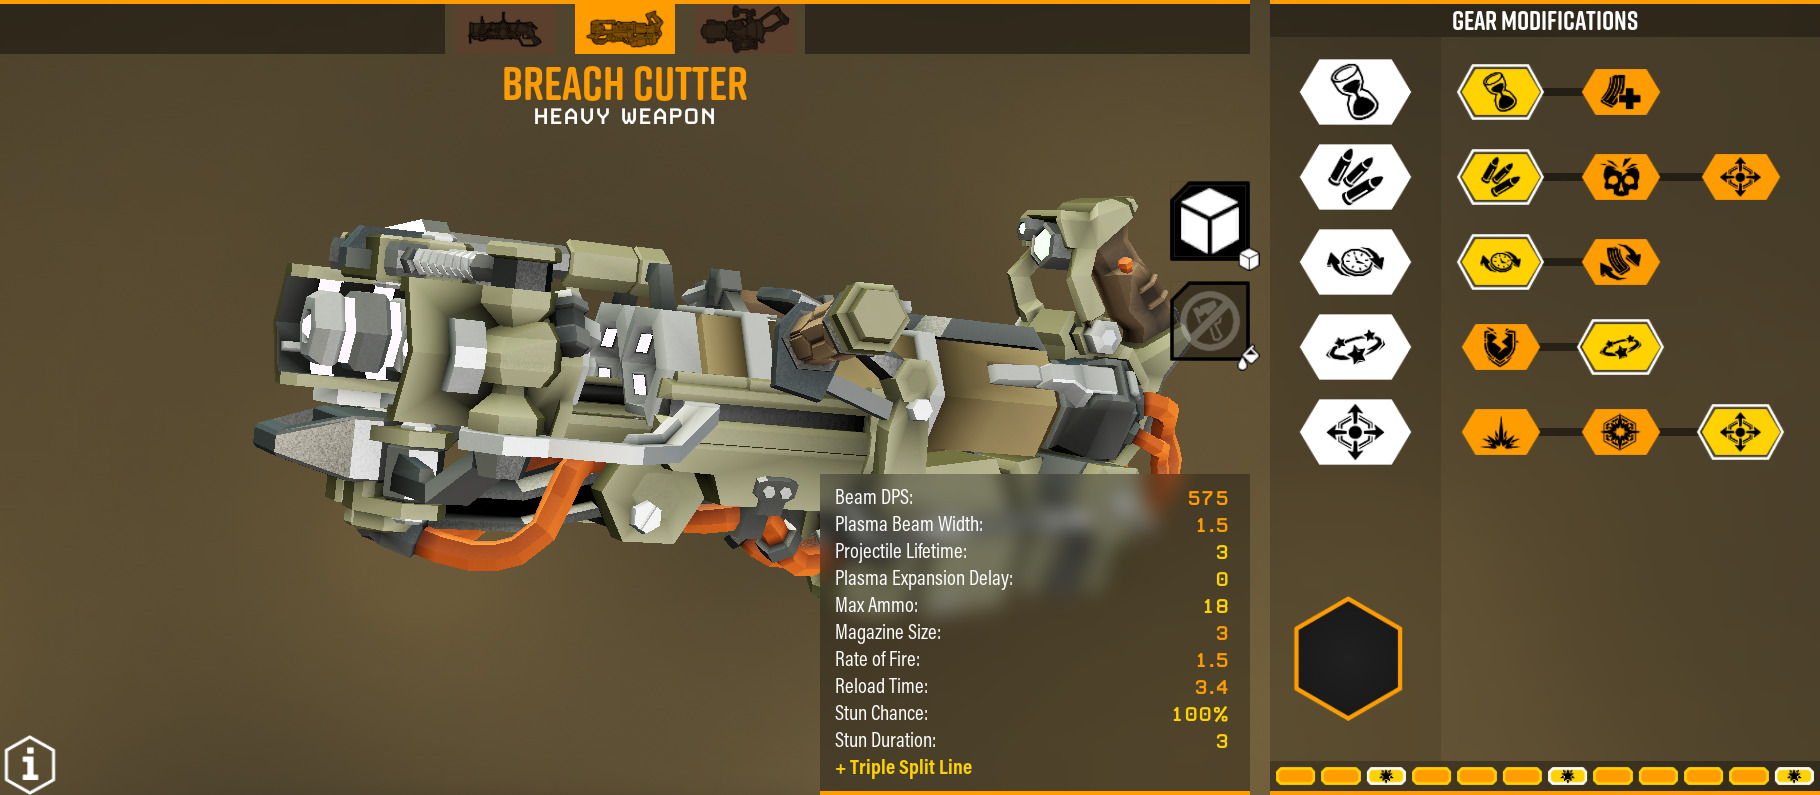 BREACH CUTTER
HEAVY WEAPON
GEAR MODIFICATIONS
Beam DPS: 575
Plasma Beam Width: 1.5
Projectile Lifetime: 3
Plasma Expansion Delay: 0
Max Ammo: 18
Magazine Size: 3
Rate of Fire: 1.5
Reload Time: 3.4
Stun Chance: 100%
Stun Duration: 3
+ Triple Split Line